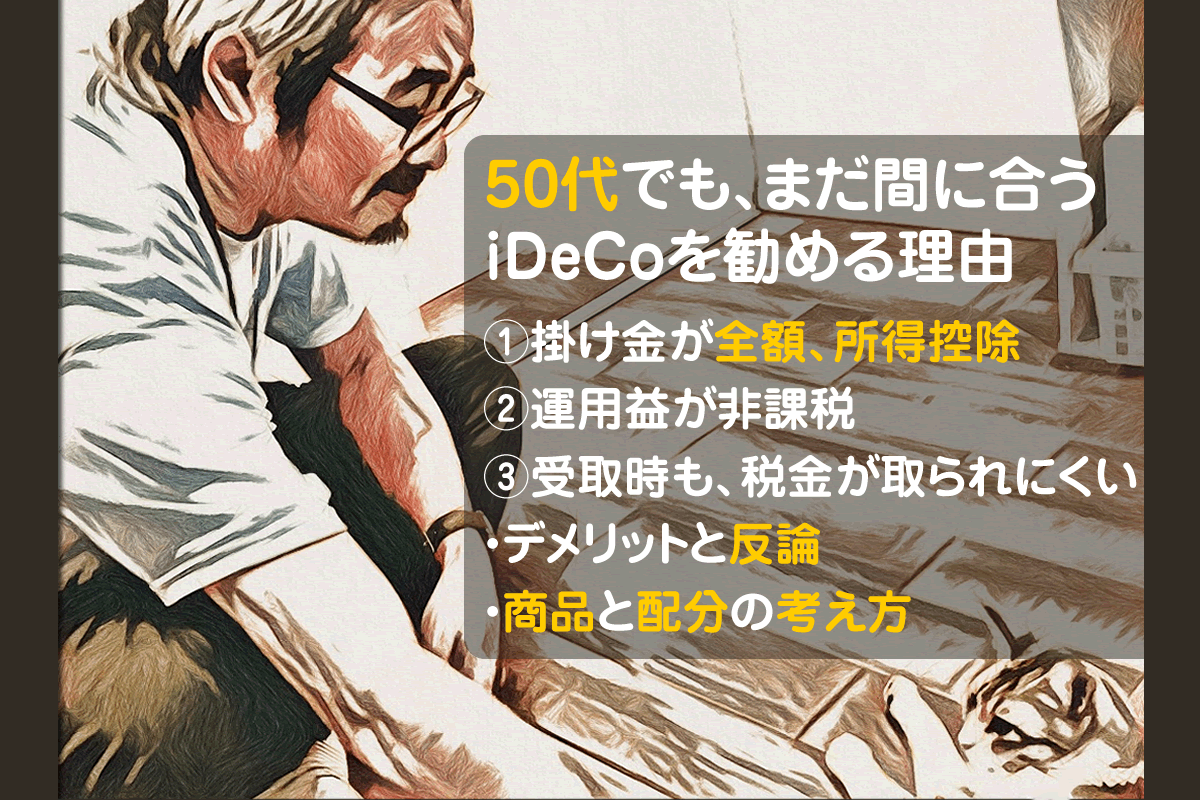 50代でも、まだ間に合う
iDeCoを勧める理由
①掛け金が全額、所得控除
②運用益が非課税
③受取時も、税金が取られにくい
・デメリットと反論
・商品と配分の考え方